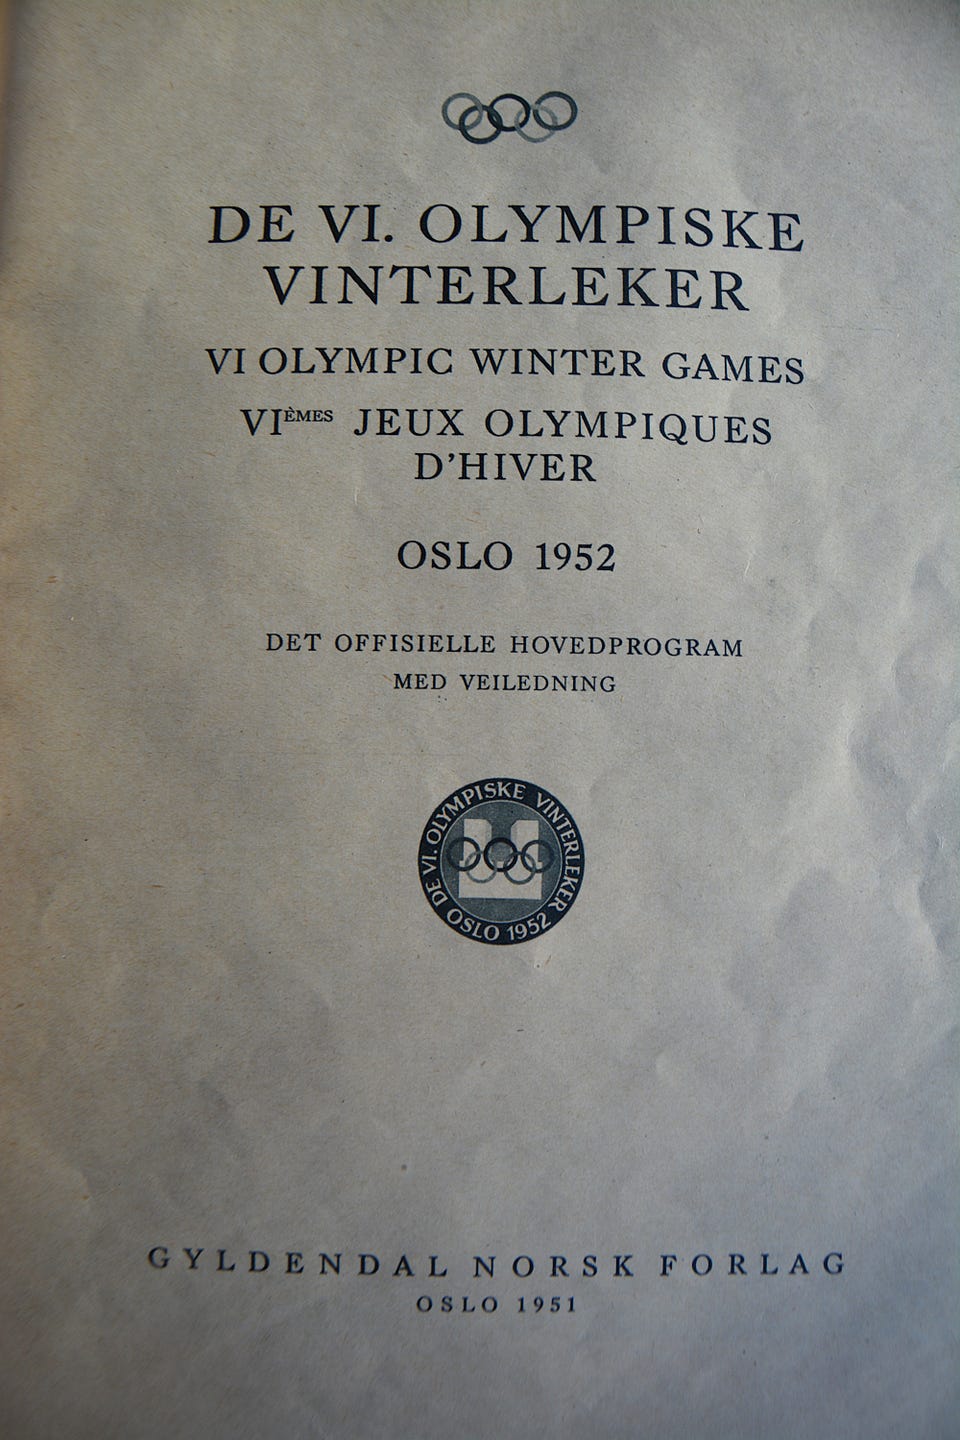 DE VI. OLYMPISKE
VINTERLEKER
VI OLYMPIC WINTER GAMES
VIÈMES JEUX OLYMPIQUES
D'HIVER
OSLO 1952
DET OFFISIELLE HOVEDPROGRAM
MED VEILEDNING
DE VI. OLYMPISKE VINTERLEKER
OSLO 1952
GYLDENDAL NORSK FORLAG
OSLO 1951